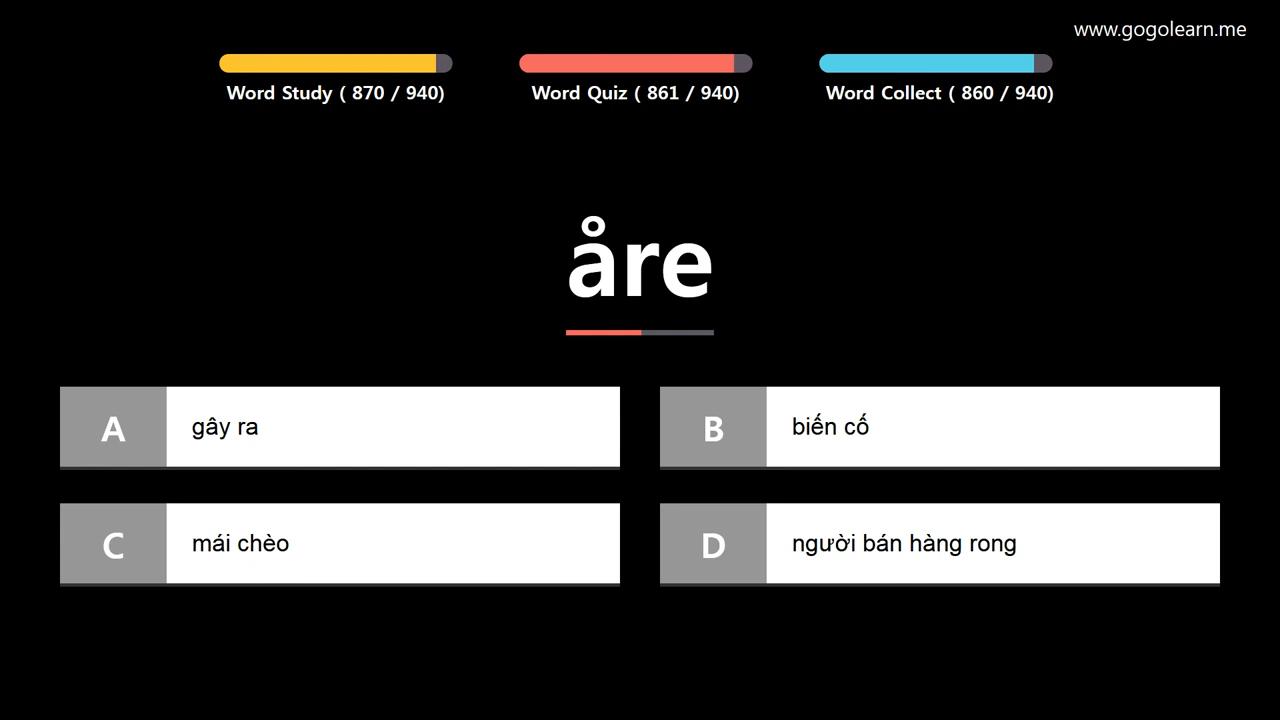 www.gogolearn.me
Word Study ( 870 / 940)
Word Quiz ( 861 / 940)
Word Collect ( 860 / 940)
åre
A
gây ra
B
biến cố
C
mái chèo
D
người bán hàng rong